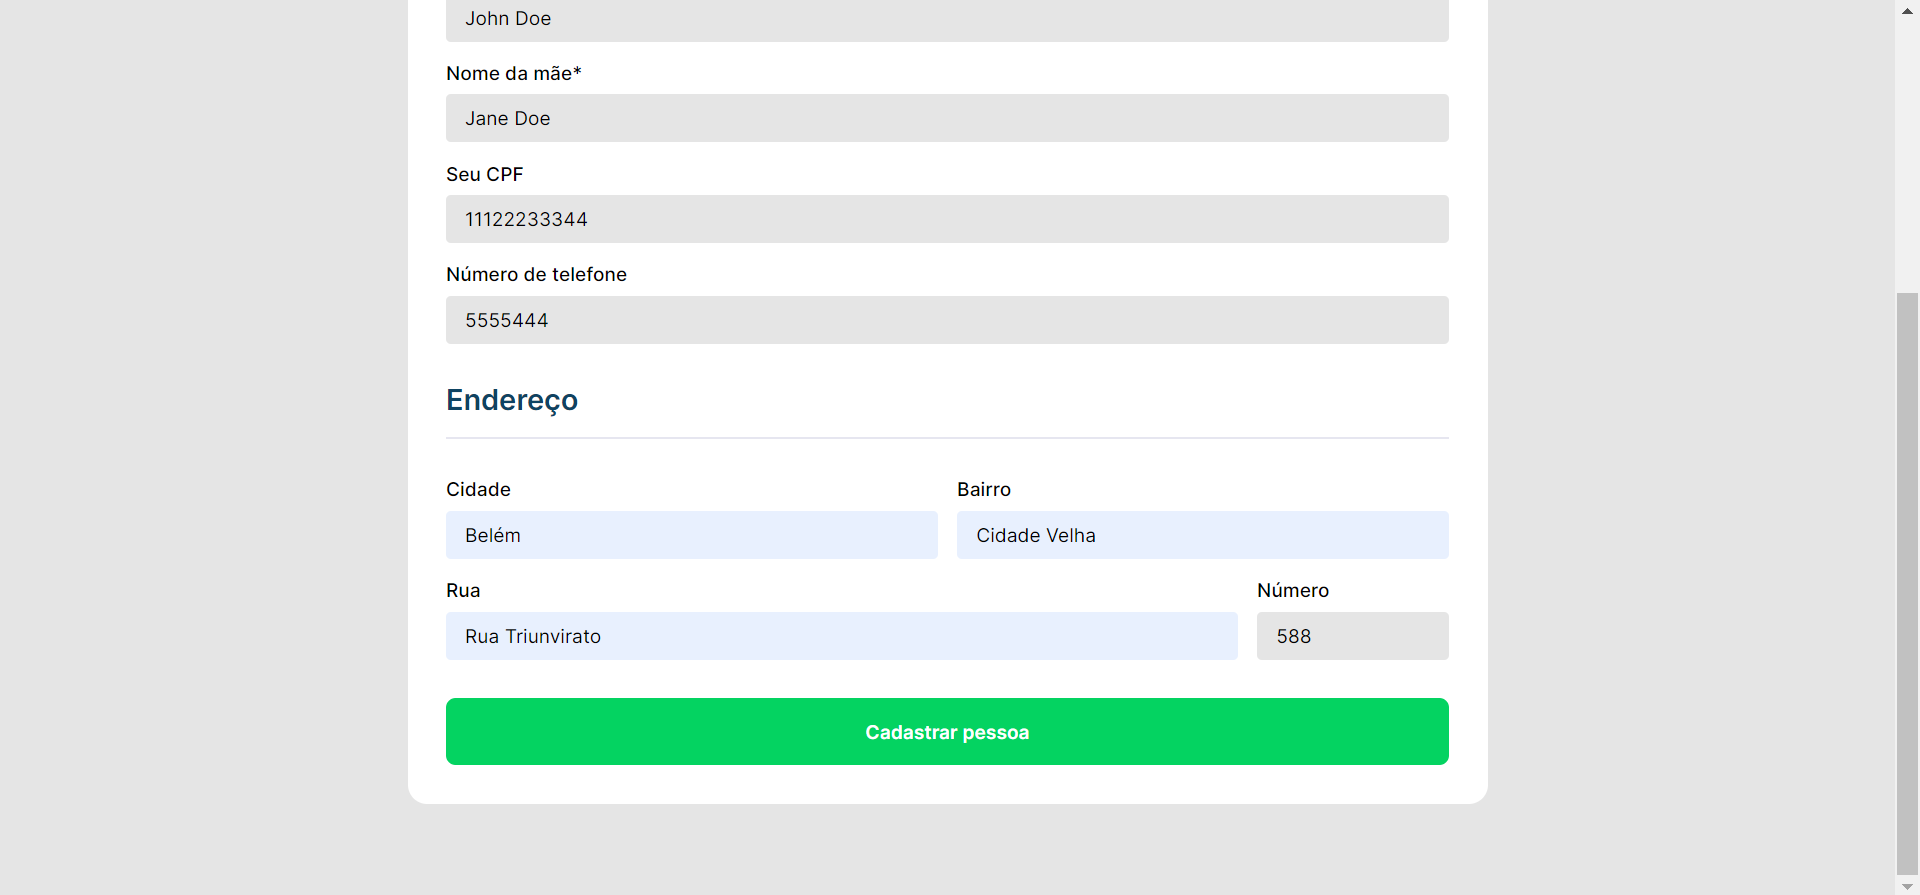 John Doe
Nome da mãe*
Jane Doe
Seu CPF
11122233344
Número de telefone
5555444
Endereço
Cidade
Bairro
Belém
Cidade Velha
Rua
Número
Rua Triunvirato
588
Cadastrar pessoa